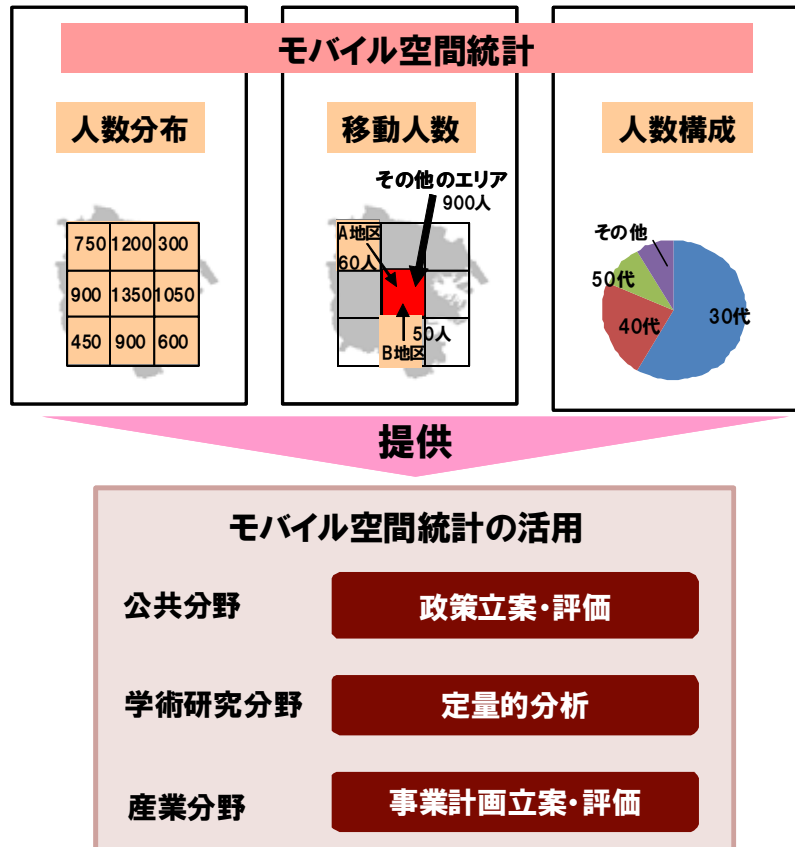 モバイル空間統計
人数分布
750 1200 300
900 1350 1050
450 900 600
移動人数
その他のエリア
900人
A地区
60人
50人
B地区
人数構成
その他
50代
40代
30代
提供
モバイル空間統計の活用
公共分野 政策立案・評価
学術研究分野 定量的分析
産業分野 事業計画立案・評価